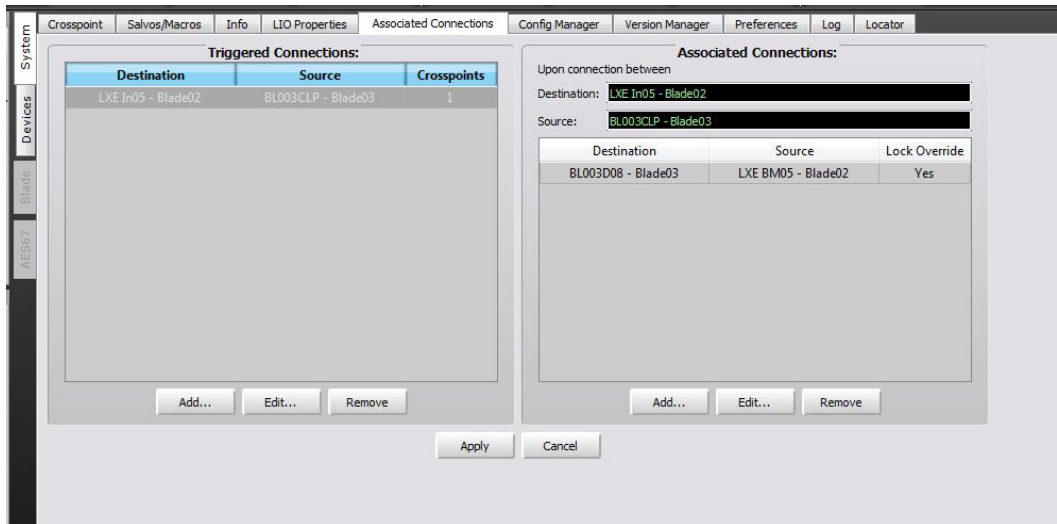 Crosspoint Salvos/Macros Info LIO Properties Associated Connections Config Manager Version Manager Preferences Log Locator
System
Devices
Blade
AES67
Triggered Connections:
Destination Source Crosspoints
LXE In05 - Blade02 BL003CLP - Blade03 1
Add... Edit... Remove
Associated Connections:
Upon connection between
Destination: LXE In05 - Blade02
Source: BL003CLP - Blade03
Destination Source Lock Override
BL003D08 - Blade03 LXE BM05 - Blade02 Yes
Add... Edit... Remove
Apply Cancel